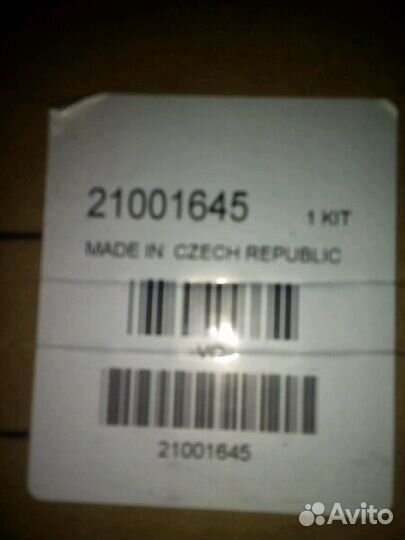 21001645 1 KIT
MADE IN CZECH REPUBLIC
21001645
Avito